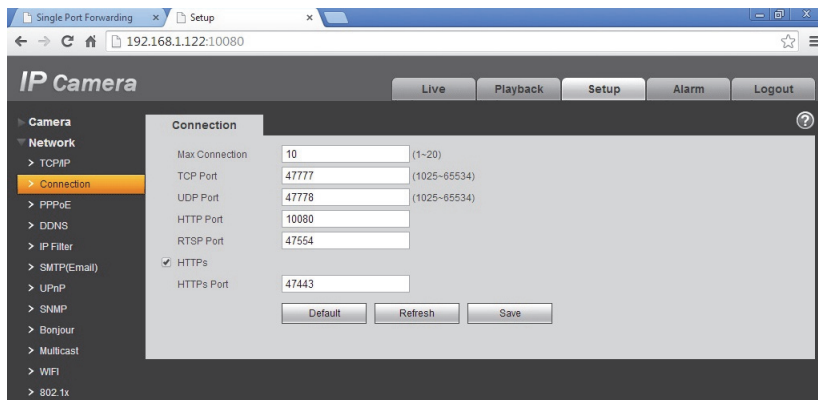 Single Port Forwarding
Setup
192.168.1.122:10080
IP Camera
Live Playback Setup Alarm Logout
Camera
Network
> TCP/IP
> Connection
> PPPoE
> DDNS
> IP Filter
> SMTP(Email)
> UPnP
> SNMP
> Bonjour
> Multicast
> WIFI
> 802.1x
Connection
Max Connection 10 (1~20)
TCP Port 47777 (1025~65534)
UDP Port 47778 (1025~65534)
HTTP Port 10080
RTSP Port 47554
HTTPs
HTTPs Port 47443
Default Refresh Save